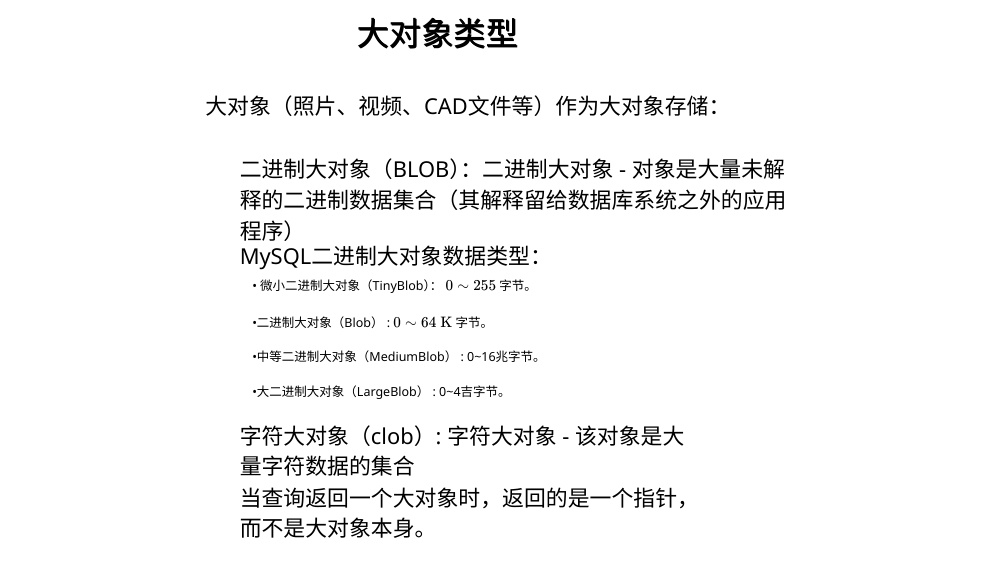 大对象类型
大对象（照片、视频、CAD文件等）作为大对象存储：
二进制大对象（BLOB）：二进制大对象 - 对象是大量未解
释的二进制数据集合（其解释留给数据库系统之外的应用
程序）
MySQL二进制大对象数据类型：
• 微小二进制大对象（TinyBlob）： 0 ∼ 255 字节。
•二进制大对象（Blob） : 0 ∼ 64 K 字节。
•中等二进制大对象（MediumBlob） : 0~16兆字节。
•大二进制大对象（LargeBlob） : 0~4吉字节。
字符大对象（clob）: 字符大对象 - 该对象是大
量字符数据的集合
当查询返回一个大对象时，返回的是一个指针，
而不是大对象本身。